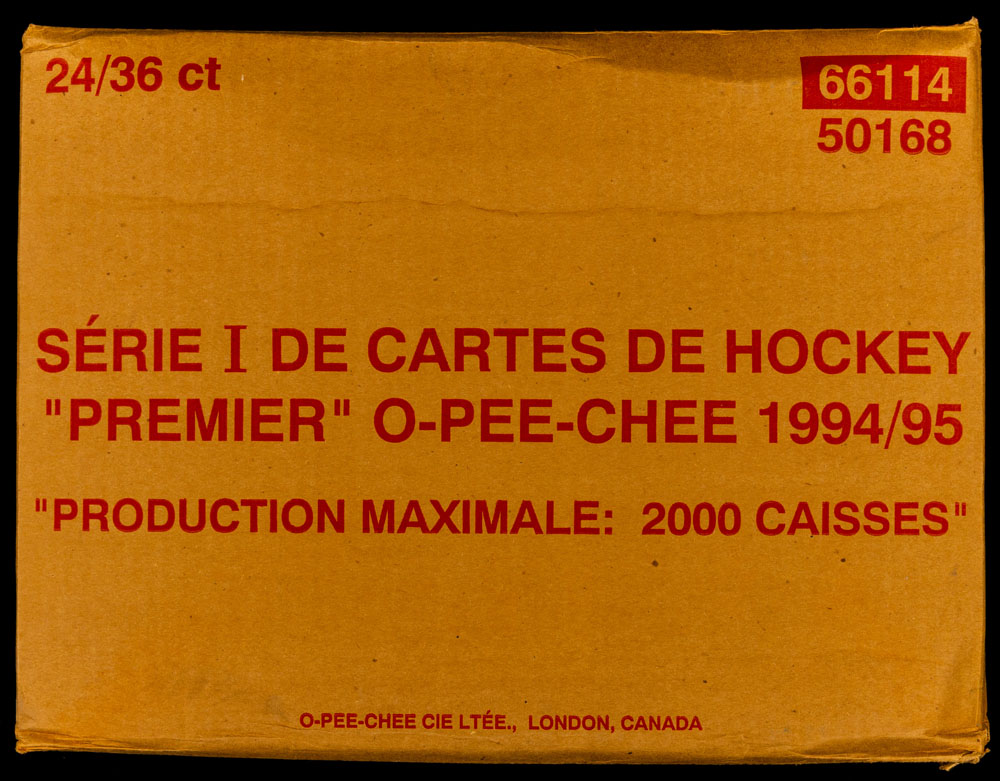 24/36 ct
66114
50168
SÉRIE I DE CARTES DE HOCKEY
"PREMIER" O-PEE-CHEE 1994/95
"PRODUCTION MAXIMALE: 2000 CAISSES"
O-PEE-CHEE CIE LTÉE., LONDON, CANADA